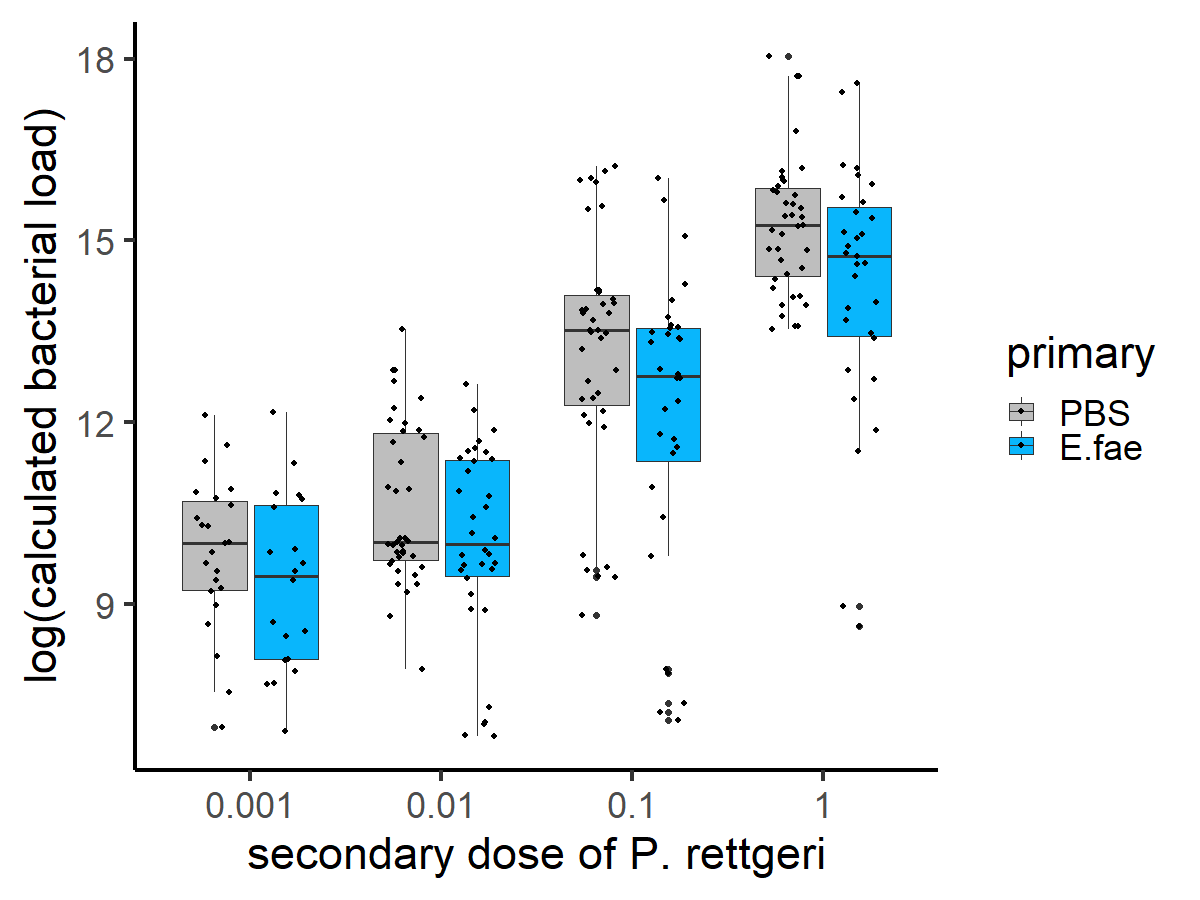 log(calculated bacterial load)
18
15
12
9
0.001
0.01
0.1
1
secondary dose of P. rettgeri
primary
PBS
E.fae